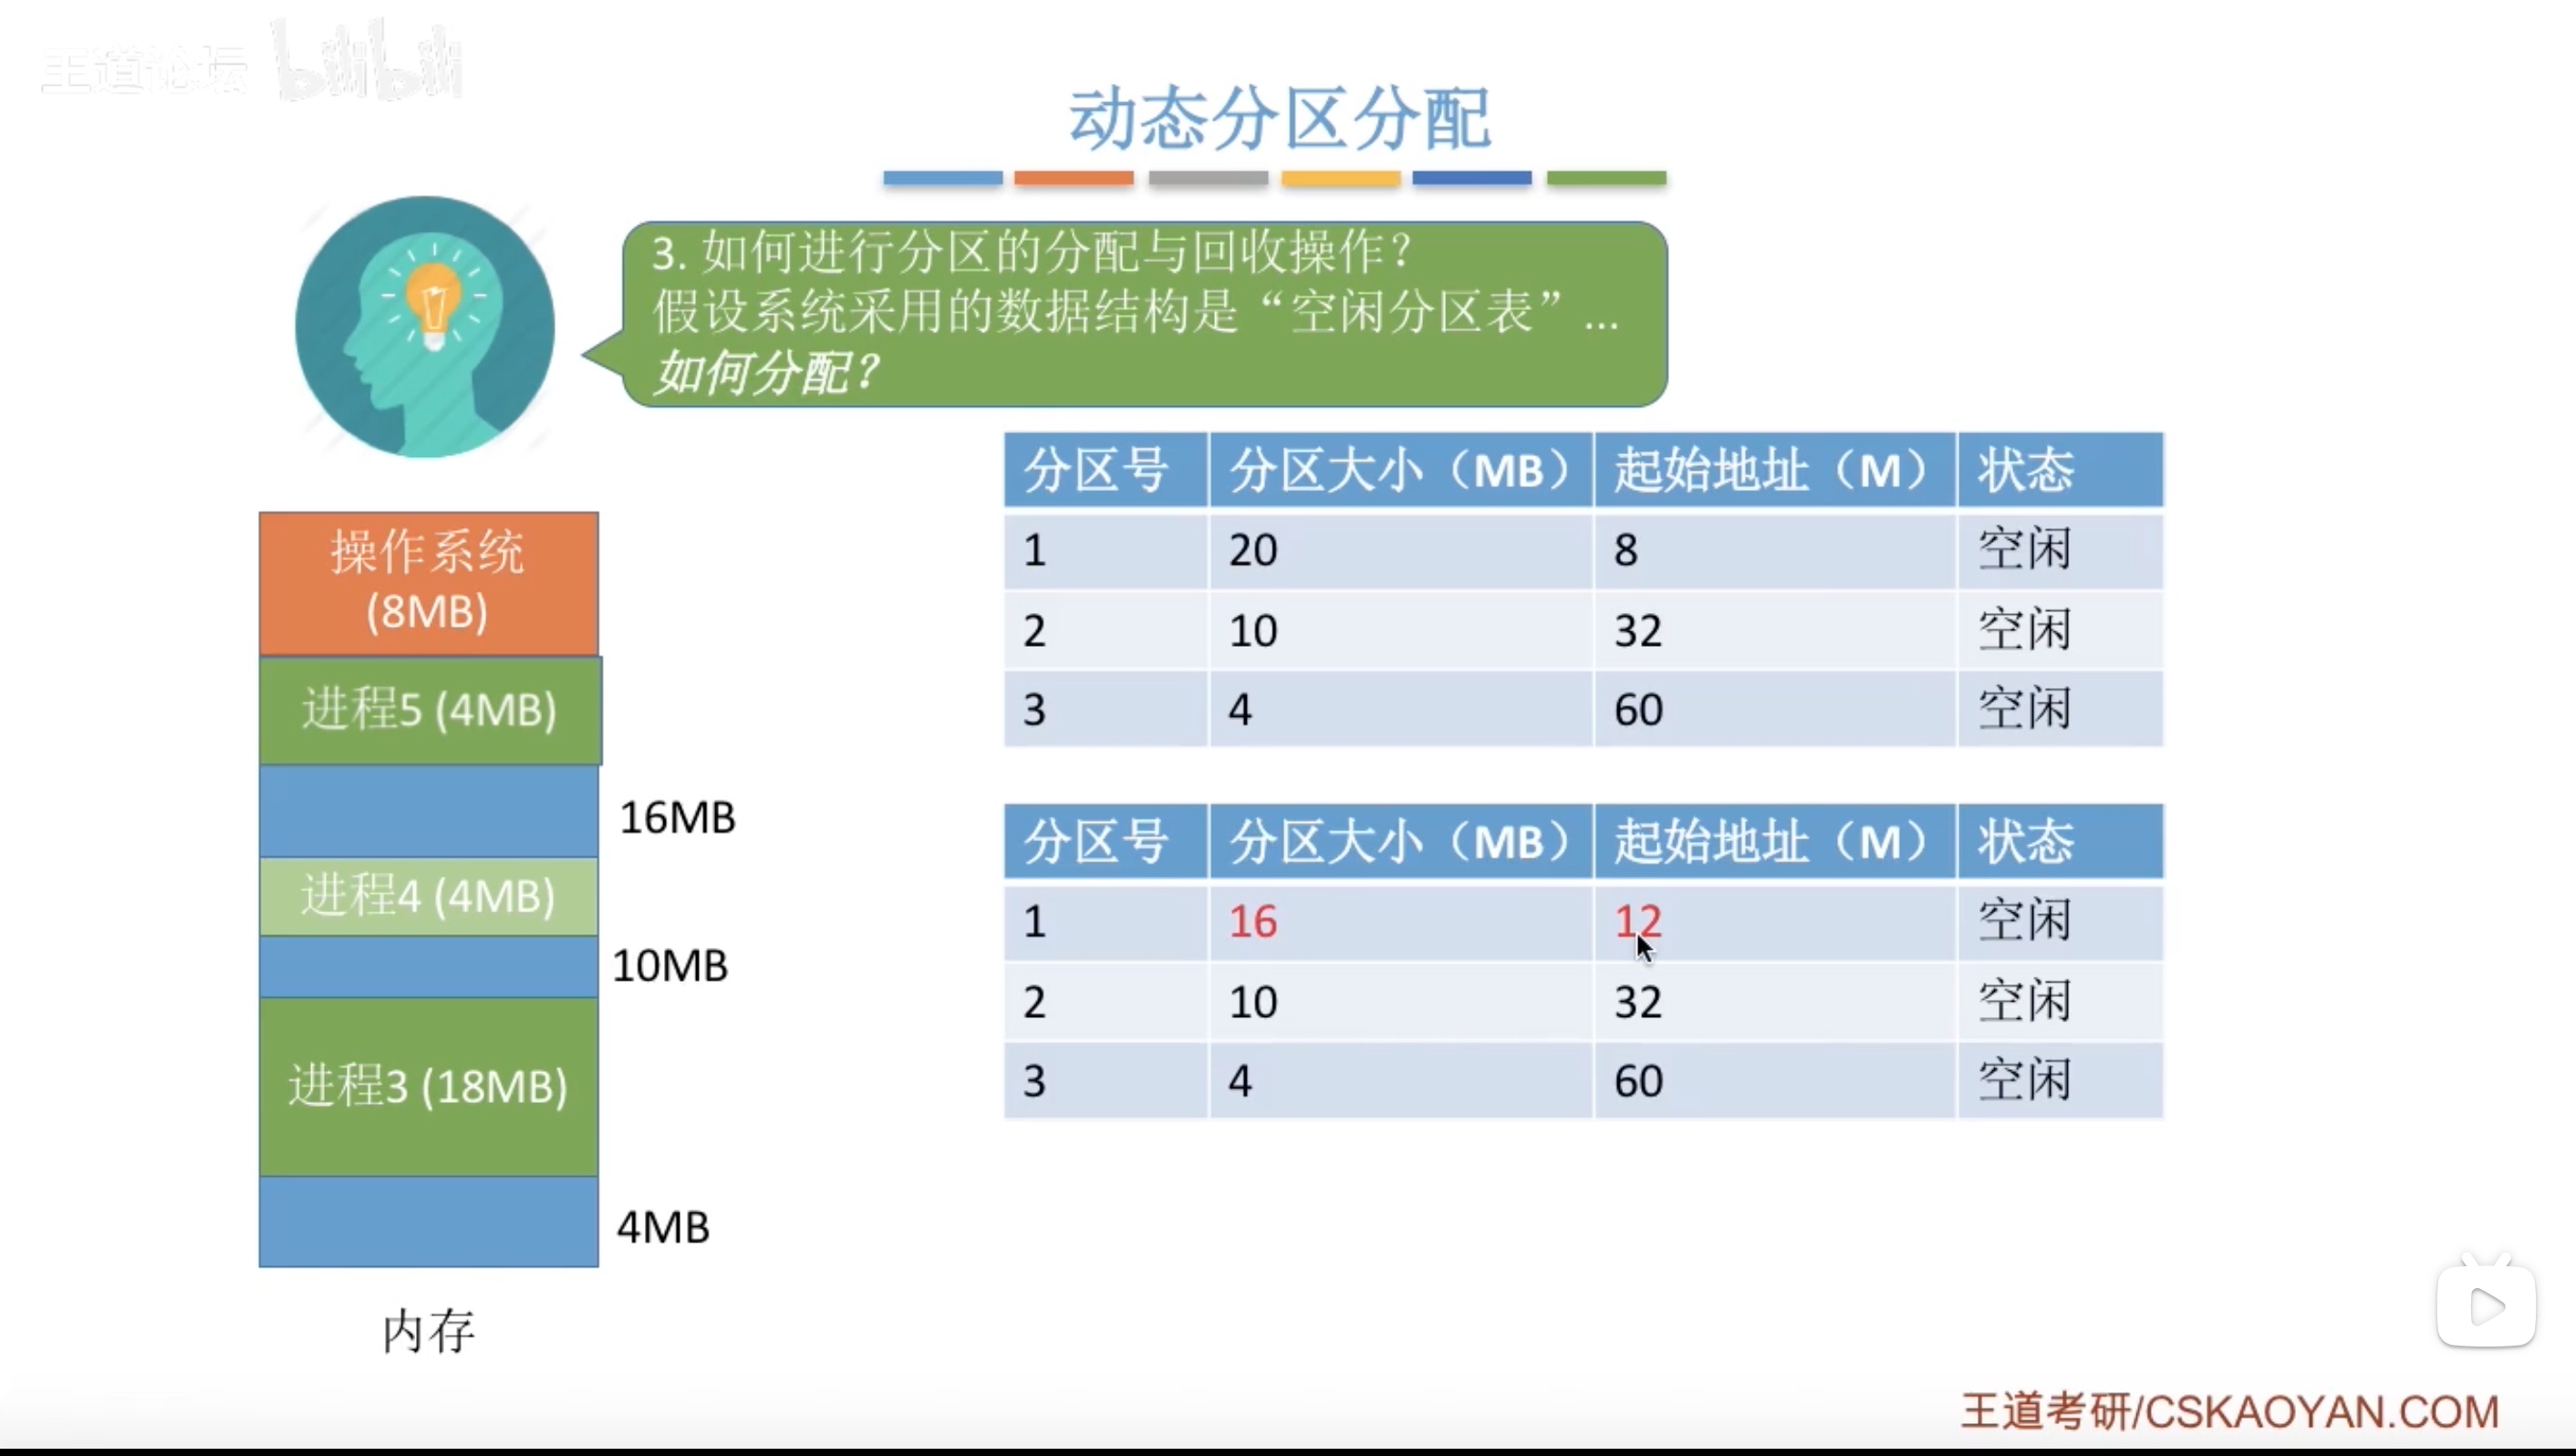 王道论坛 bilibili
动态分区分配
3. 如何进行分区的分配与回收操作？
假设系统采用的数据结构是“空闲分区表”...
如何分配？
操作系统
(8MB)
进程5 (4MB)
16MB
进程4 (4MB)
10MB
进程3 (18MB)
4MB
内存
分区号 分区大小（MB） 起始地址（M） 状态
1 20 8 空闲
2 10 32 空闲
3 4 60 空闲
分区号 分区大小（MB） 起始地址（M） 状态
1 16 12 空闲
2 10 32 空闲
3 4 60 空闲
王道考研/CSKAOYAN.COM